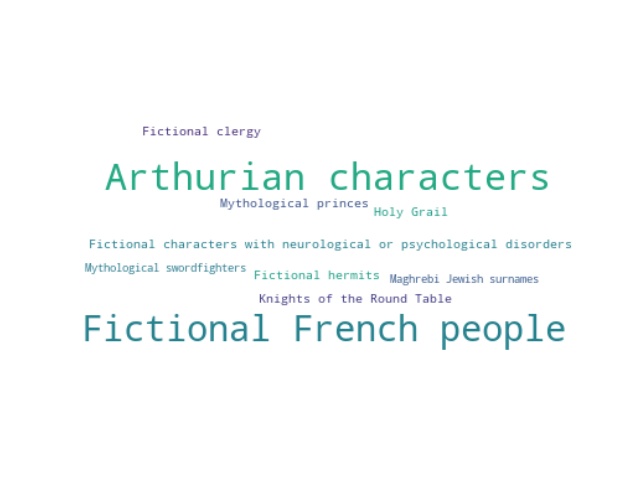 Fictional clergy
Arthurian characters
Mythological princes
Holy Grail
Fictional characters with neurological or psychological disorders
Mythological swordfighters
Fictional hermits
Maghrebi Jewish surnames
Knights of the Round Table
Fictional French people